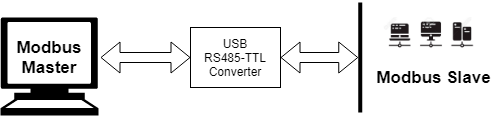 Modbus
Master
USB
RS485-TTL
Converter
Modbus Slave